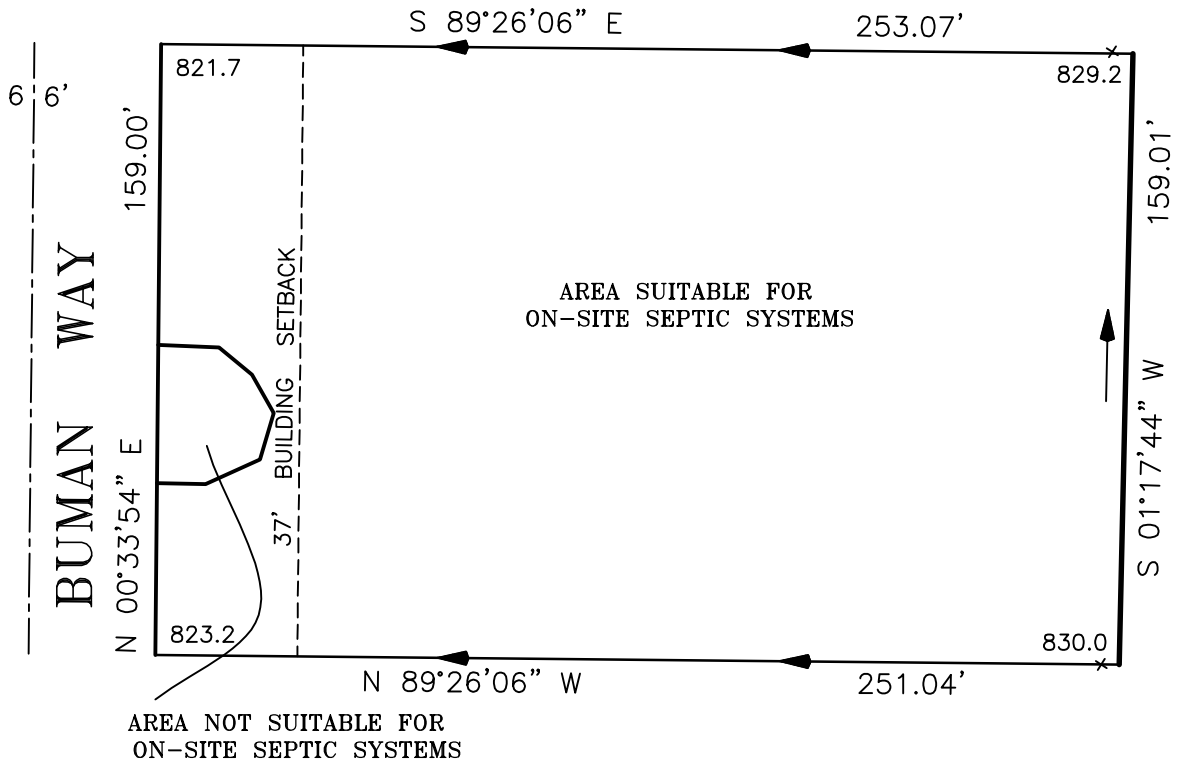 S 89°26'06" E 253.07'
821.7
829.2
6 6'
159.00'
159.01'
BUMAN WAY
37' BUILDING SETBACK
AREA SUITABLE FOR
ON-SITE SEPTIC SYSTEMS
N 00°33'54" E
S 01°17'44" W
823.2
830.0
N 89°26'06" W 251.04'
AREA NOT SUITABLE FOR
ON-SITE SEPTIC SYSTEMS